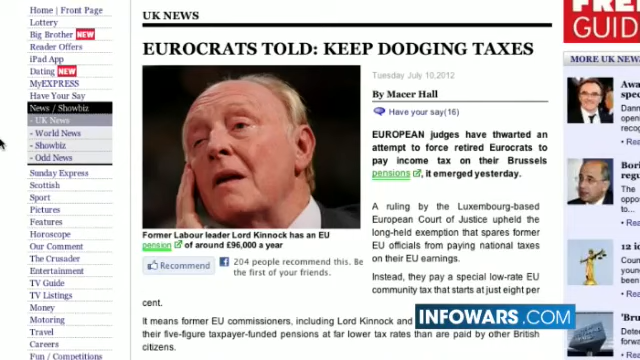 Home | Front Page
Lottery
Big Brother NEW
Reader Offers
iPad App
Dating NEW
MyEXPRESS
Have Your Say
News / Showbiz
- UK News
- World News
- Showbiz
- Odd News
Sunday Express
Scottish
Sport
Pictures
Features
Horoscope
Our Comment
The Crusader
Entertainment
TV Guide
TV Listings
Money
Motoring
Travel
Careers
Fun / Competitions
UK NEWS
EUROCRATS TOLD: KEEP DODGING TAXES
Former Labour leader Lord Kinnock has an EU
pension of around £96,000 a year
Recommend
204 people recommend this. Be
the first of your friends.
Tuesday July 10,2012
By Macer Hall
Have your say(16)
EUROPEAN judges have thwarted an
attempt to force retired Eurocrats to
pay income tax on their Brussels
pensions , it emerged yesterday.
A ruling by the Luxembourg-based
European Court of Justice upheld the
long-held exemption that spares former
EU officials from paying national taxes
on their EU earnings.
Instead, they pay a special low-rate EU
community tax that starts at just eight per
cent.
It means former EU commissioners, including Lord Kinnock and
their five-figure taxpayer-funded pensions at far lower tax rates than are paid by other British
citizens.
INFOWARS.COM
GUIDE
MORE UK NEWS
12